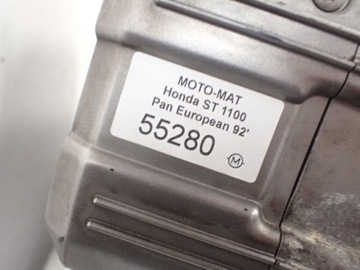 MOTO-MAT
Honda ST 1100
Pan European 92'
55280
M